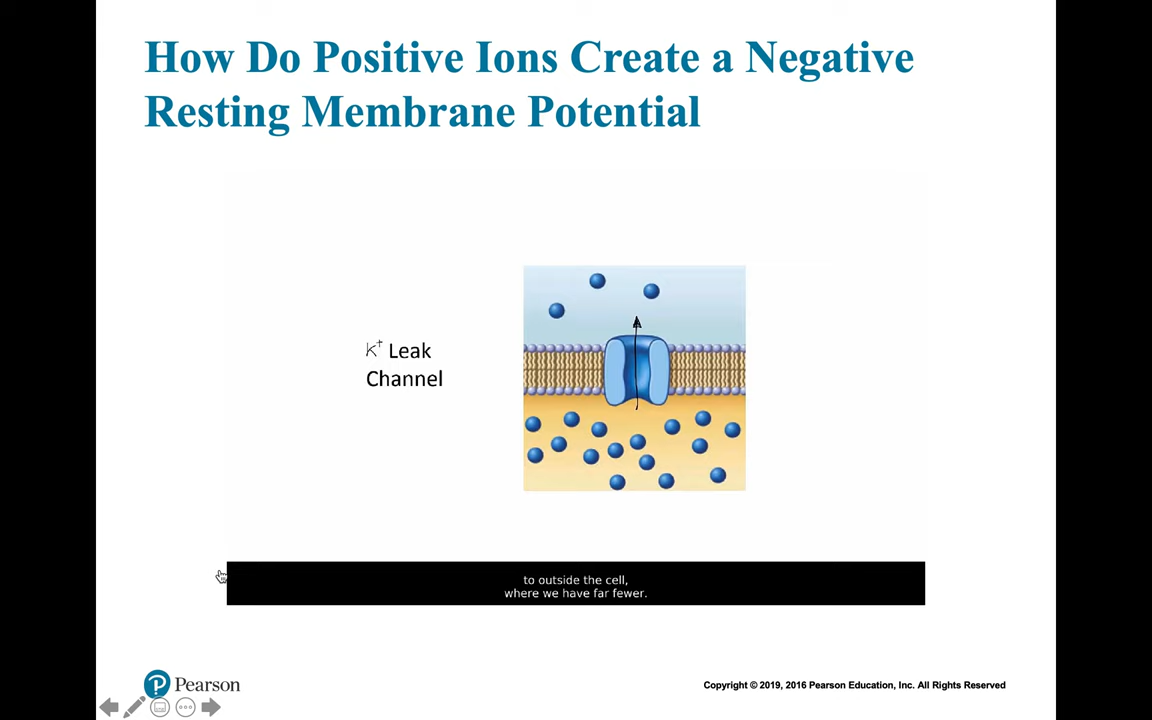 How Do Positive Ions Create a Negative
Resting Membrane Potential
K+ Leak
Channel
to outside the cell,
where we have far fewer.
P Pearson
Copyright © 2019, 2016 Pearson Education, Inc. All Rights Reserved